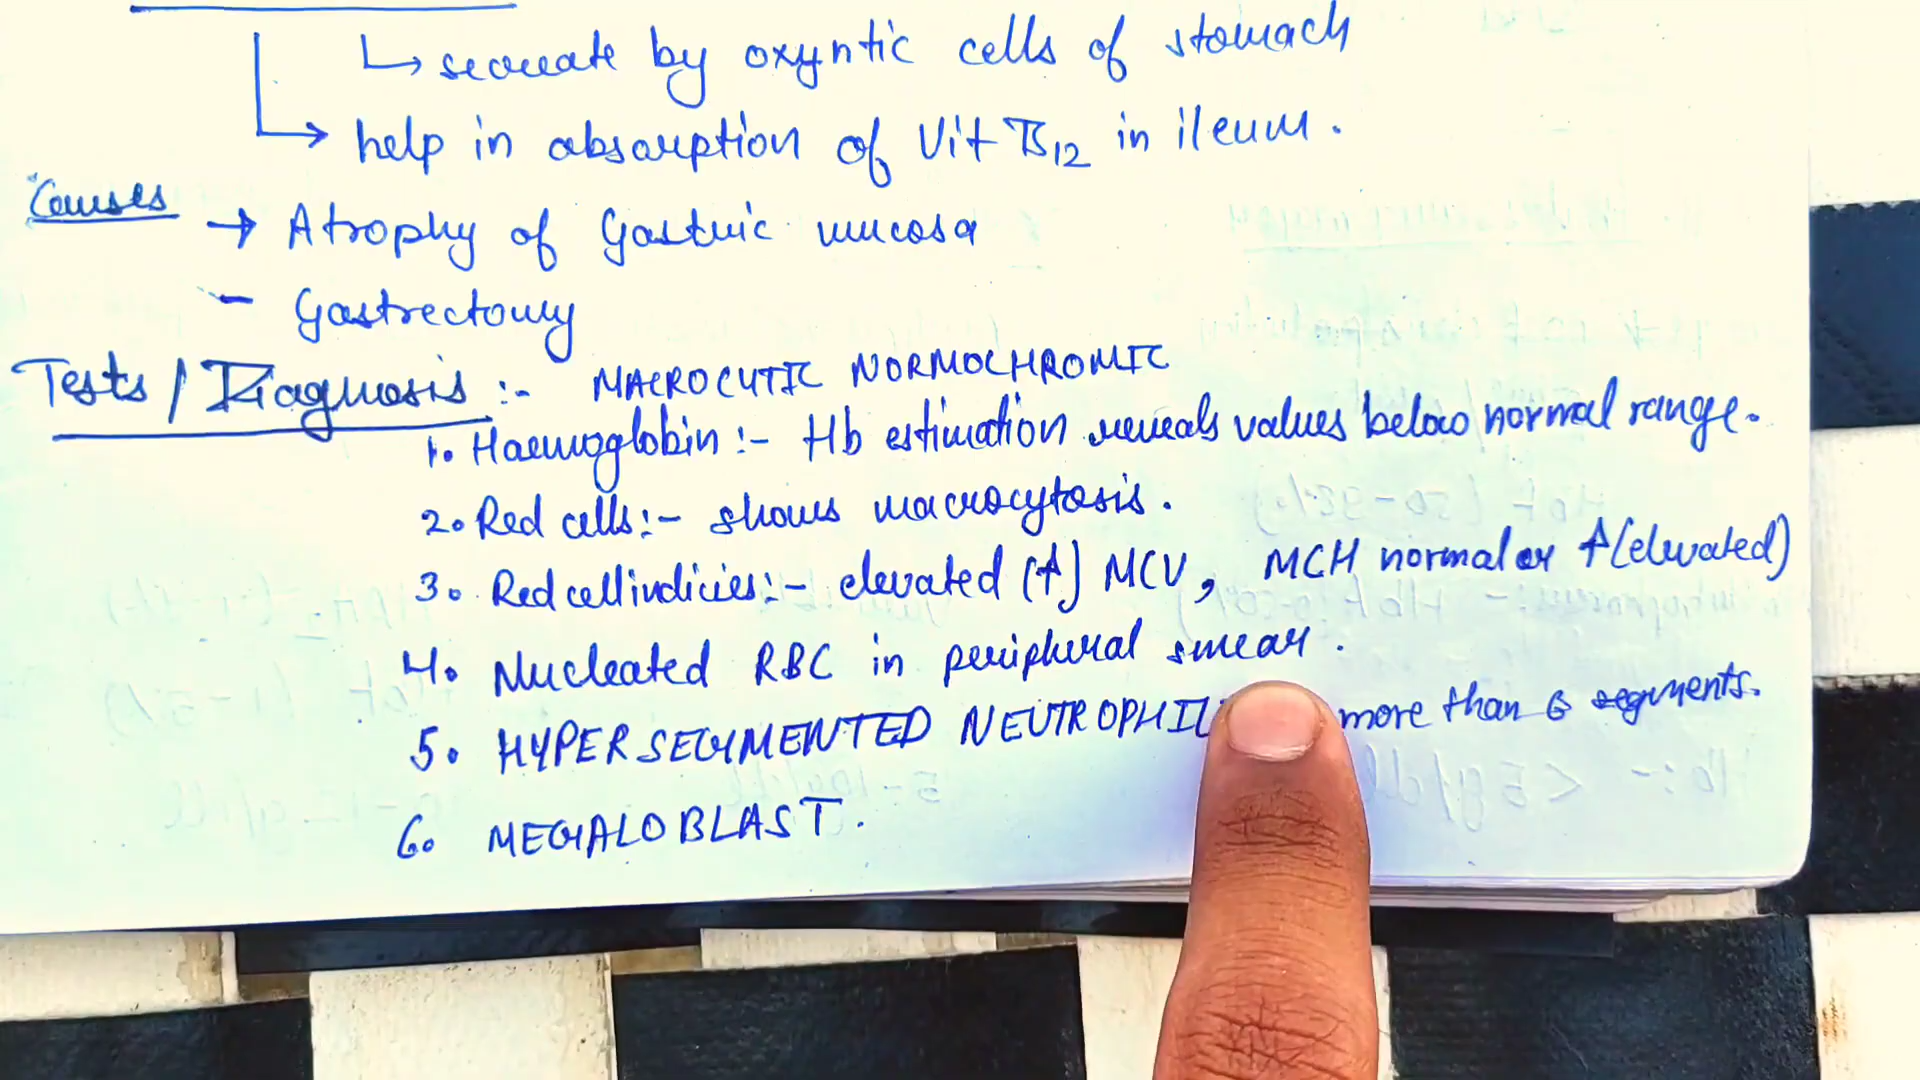 ↳ secreate by oxyntic cells of stomach
→ help in absorption of Vit B12 in ileum.
Causes
→ Atrophy of Gastric mucosa
- Gastrectomy
Tests / Diagnosis :- MACROCYTIC NORMOCHROMIC
1. Haemoglobin :- Hb estimation reveals values below normal range.
2. Red cells :- shows macrocytosis.
3. Red cell indicies :- elevated (↑) MCV, MCH normal or ↑ (elevated)
4. Nucleated RBC in peripheral smear.
5. HYPER SEGMENTED NEUTROPHIL more than 6 segments.
6. MEGALOBLAST.